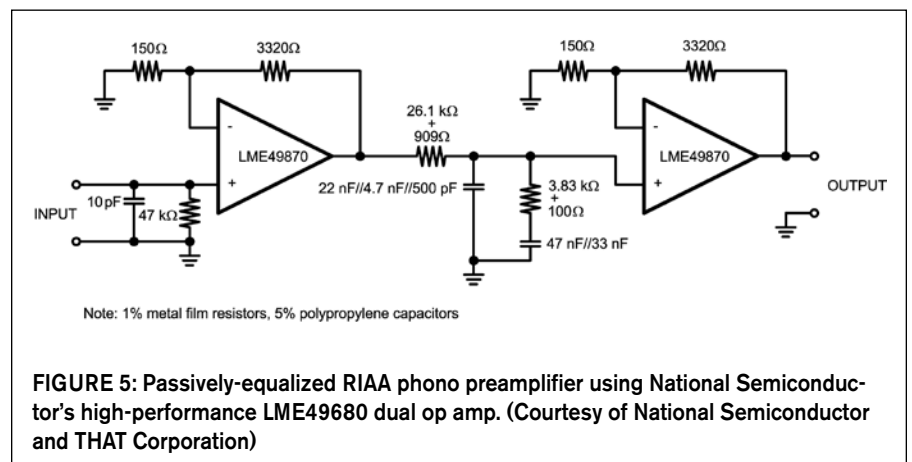 150Ω
3320Ω
150Ω
3320Ω
26.1 kΩ
+
909Ω
-
LME49870
+
-
LME49870
+
INPUT
10pF
47 kΩ
22 nF//4.7 nF//500 pF
3.83 kΩ
+
100Ω
47 nF//33 nF
OUTPUT
Note: 1% metal film resistors, 5% polypropylene capacitors
FIGURE 5: Passively-equalized RIAA phono preamplifier using National Semiconduc-
tor's high-performance LME49680 dual op amp. (Courtesy of National Semiconductor
and THAT Corporation)